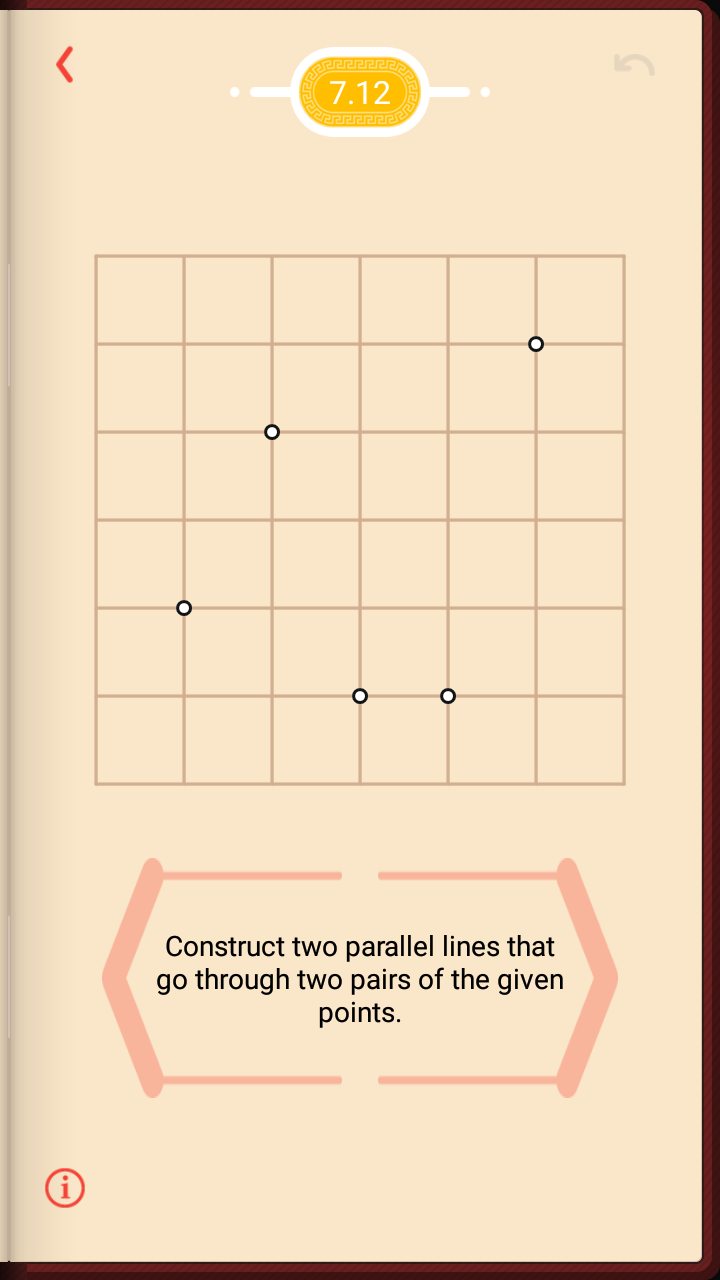 7.12
Construct two parallel lines that
go through two pairs of the given
points.
i